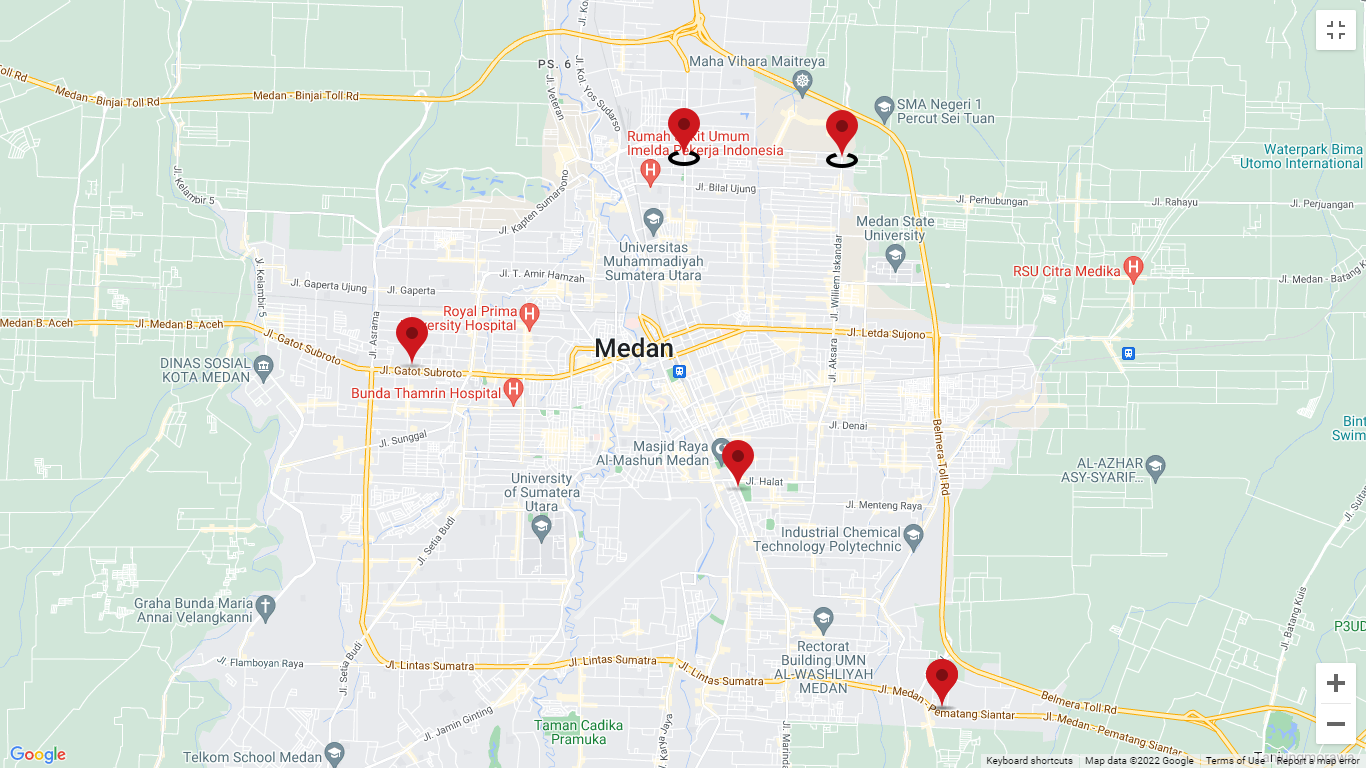 Jl. Ko
Toll Rd
Medan - Binjai Toll Rd
Medan - Binjai Toll Rd
PS. 6
Jl. Veteran
Jl. Kol Yos Sudarso
Maha Vihara Maitreya
SMA Negeri 1
Percut Sei Tuan
Waterpark Bima
Utomo International
Imelda Pekerja Indonesia
Jl. Bilal Ujung
Jl. Kelambir 5
Jl. Kapten Sumarsono
Jl. Perhubungan
Jl. Rahayu
Jl. Perjuangan
Medan State
University
Universitas
Muhammadiyah
Sumatera Utara
Jl. T. Amir Hamzah
Jl. Kelambir 5
Jl. Gaperta Ujung
Jl. Gaperta
Jl. Williem Iskandar
RSU Citra Medika
Jl. Medan - Batang K
Royal Prima
ersity Hospital
Medan B. Aceh
Jl. Medan B. Aceh
Jl. Asrama
Jl. Letda Sujono
Jl. Gatot Subroto
DINAS SOSIAL
KOTA MEDAN
Medan
Jl. Aksara
Jl. Gatot Subroto
Bunda Thamrin Hospital
Jl. Sunggal
Jl. Denai
Bint
Swim
Masjid Raya
Al-Mashun Medan
Belmera Toll Rd
AL-AZHAR
ASY-SYARIF...
University
of Sumatera
Utara
Jl. Halat
Jl. Menteng Raya
Jl. Sultan
Jl. Setia Budi
Industrial Chemical
Technology Polytechnic
Graha Bunda Maria
Annai Velangkanni
Jl. Batang Kuis
P3UD
Rectorat
Building UMN
AL-WASHLIYAH
MEDAN
Jl. Flamboyan Raya
Jl. Setia Budi
Jl. Lintas Sumatra
Jl. Lintas Sumatra
Jl. Lintas Sumatra
Jl. Medan - Pematang Siantar
Belmera Toll Rd
Jl. Medan - Pematang Siantar
Jl. Jamin Ginting
Taman Cadika
Pramuka
Jl. Karya Jaya
Jl. Marind
Telkom School Medan
Google
Keyboard shortcuts
Map data ©2022 Google
Terms of Use
Report a map error